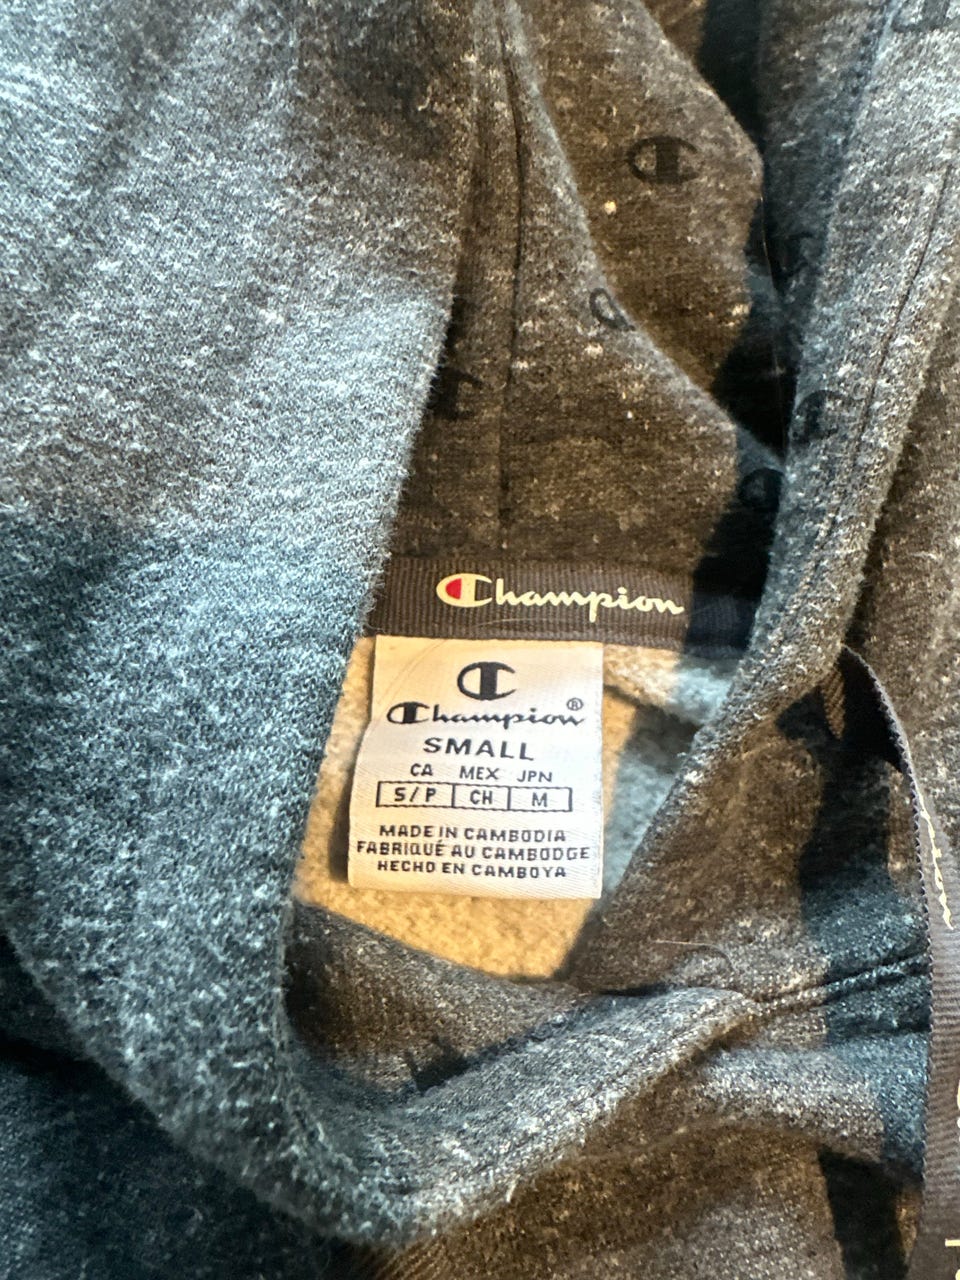 Champion
Champion®
SMALL
CA MEX JPN
S/P CH M
MADE IN CAMBODIA
FABRIQUÉ AU CAMBODGE
HECHO EN CAMBOYA